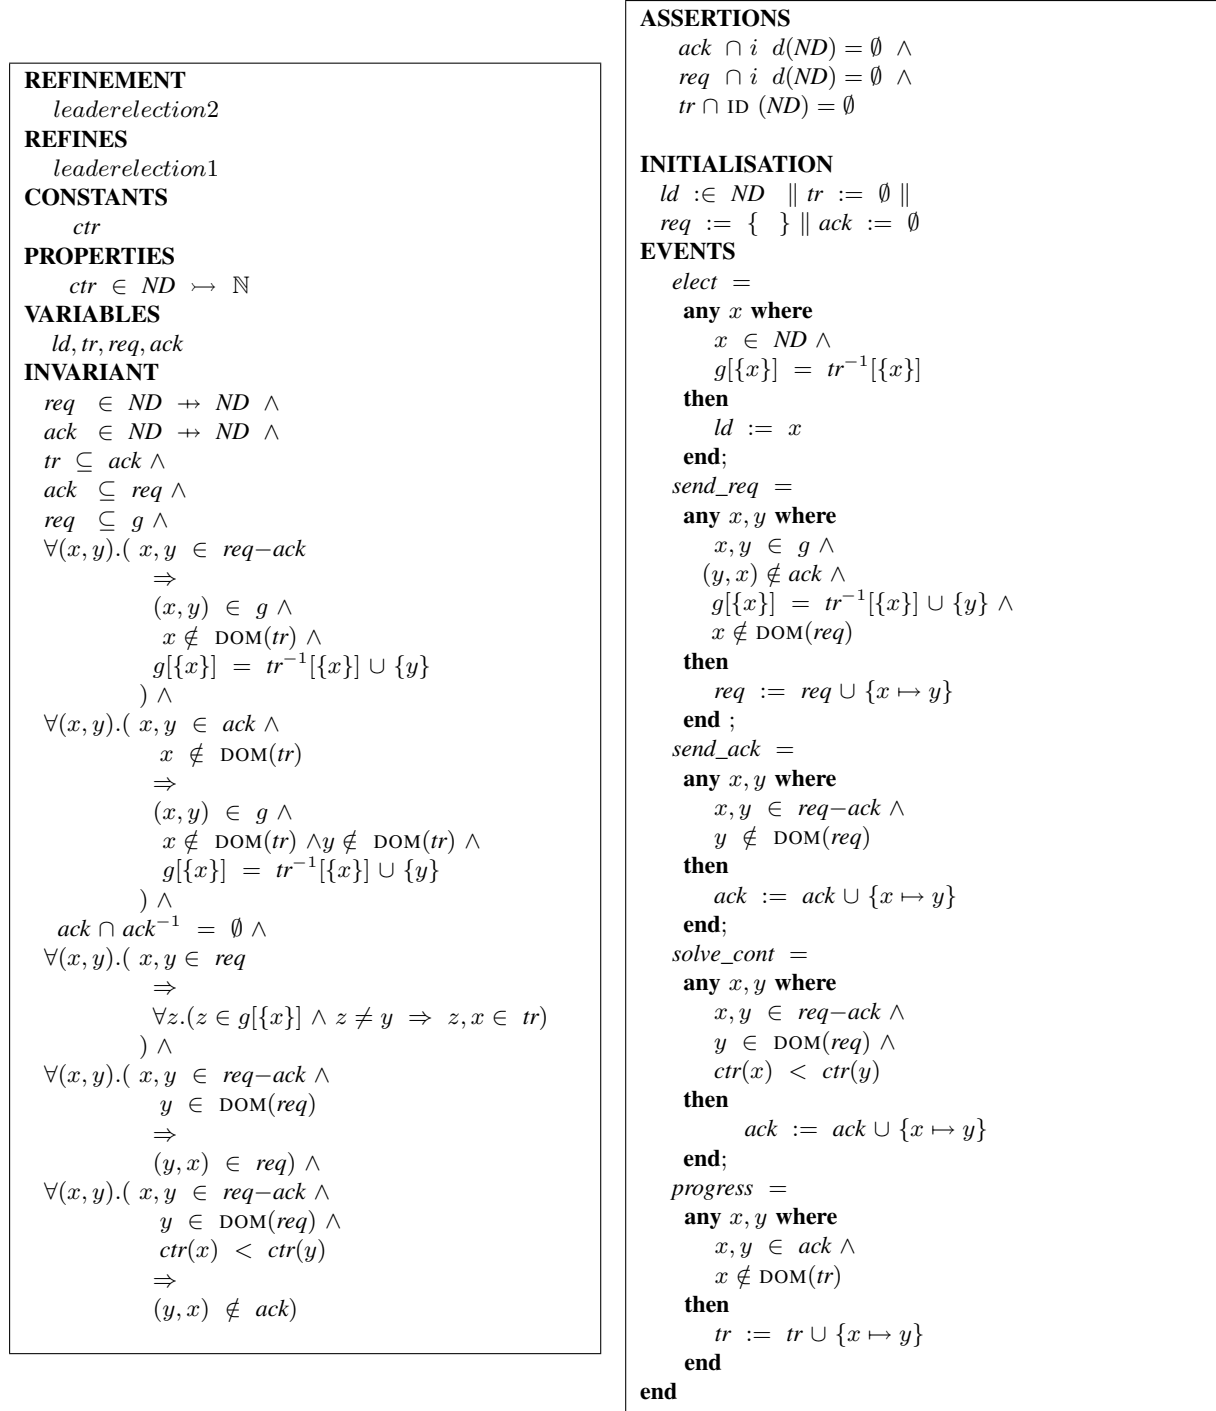 REFINEMENT
leaderelection2
REFINES
leaderelection1
CONSTANTS
ctr
PROPERTIES
ctr ∈ ND ↣ ℕ
VARIABLES
ld, tr, req, ack
INVARIANT
req ∈ ND ⇸ ND ∧
ack ∈ ND ⇸ ND ∧
tr ⊆ ack ∧
ack ⊆ req ∧
req ⊆ g ∧
∀(x, y).( x, y ∈ req−ack
⇒
(x, y) ∈ g ∧
x ∉ DOM(tr) ∧
g[{x}] = tr⁻¹[{x}] ∪ {y}
) ∧
∀(x, y).( x, y ∈ ack ∧
x ∉ DOM(tr)
⇒
(x, y) ∈ g ∧
x ∉ DOM(tr) ∧y ∉ DOM(tr) ∧
g[{x}] = tr⁻¹[{x}] ∪ {y}
) ∧
ack ∩ ack⁻¹ = ∅ ∧
∀(x, y).( x, y ∈ req
⇒
∀z.(z ∈ g[{x}] ∧ z ≠ y ⇒ z, x ∈ tr)
) ∧
∀(x, y).( x, y ∈ req−ack ∧
y ∈ DOM(req)
⇒
(y, x) ∈ req) ∧
∀(x, y).( x, y ∈ req−ack ∧
y ∈ DOM(req) ∧
ctr(x) < ctr(y)
⇒
(y, x) ∉ ack)
ASSERTIONS
ack ∩ i d(ND) = ∅ ∧
req ∩ i d(ND) = ∅ ∧
tr ∩ ID (ND) = ∅
INITIALISATION
ld :∈ ND ∥ tr := ∅ ∥
req := { } ∥ ack := ∅
EVENTS
elect =
any x where
x ∈ ND ∧
g[{x}] = tr⁻¹[{x}]
then
ld := x
end;
send_req =
any x, y where
x, y ∈ g ∧
(y, x) ∉ ack ∧
g[{x}] = tr⁻¹[{x}] ∪ {y} ∧
x ∉ DOM(req)
then
req := req ∪ {x ↦ y}
end ;
send_ack =
any x, y where
x, y ∈ req−ack ∧
y ∉ DOM(req)
then
ack := ack ∪ {x ↦ y}
end;
solve_cont =
any x, y where
x, y ∈ req−ack ∧
y ∈ DOM(req) ∧
ctr(x) < ctr(y)
then
ack := ack ∪ {x ↦ y}
end;
progress =
any x, y where
x, y ∈ ack ∧
x ∉ DOM(tr)
then
tr := tr ∪ {x ↦ y}
end
end